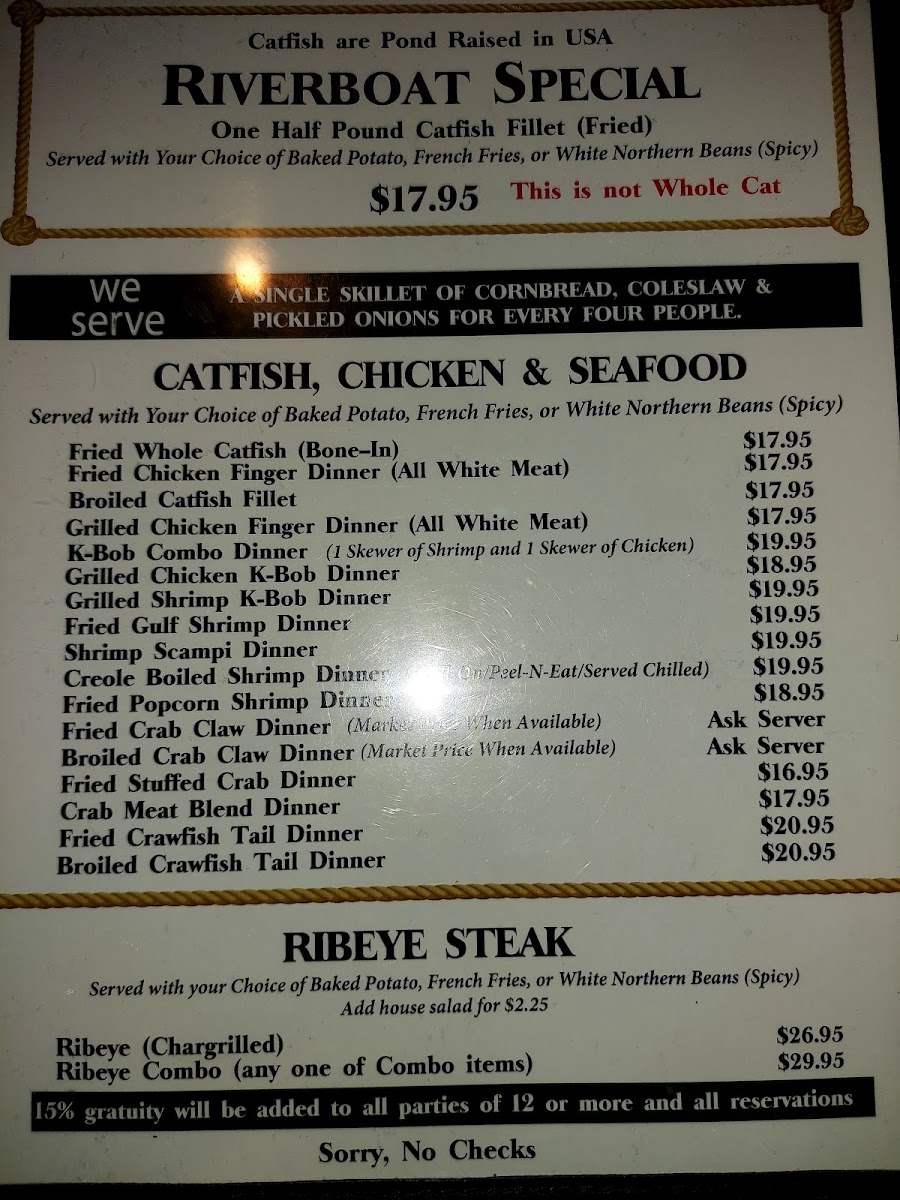 Catfish are Pond Raised in USA
RIVERBOAT SPECIAL
One Half Pound Catfish Fillet (Fried)
Served with Your Choice of Baked Potato, French Fries, or White Northern Beans (Spicy)
$17.95 This is not Whole Cat
we serve
A SINGLE SKILLET OF CORNBREAD, COLESLAW &
PICKLED ONIONS FOR EVERY FOUR PEOPLE.
CATFISH, CHICKEN & SEAFOOD
Served with Your Choice of Baked Potato, French Fries, or White Northern Beans (Spicy)
Fried Whole Catfish (Bone-In) $17.95
Fried Chicken Finger Dinner (All White Meat) $17.95
Broiled Catfish Fillet $17.95
Grilled Chicken Finger Dinner (All White Meat) $17.95
K-Bob Combo Dinner (1 Skewer of Shrimp and 1 Skewer of Chicken) $19.95
Grilled Chicken K-Bob Dinner $18.95
Grilled Shrimp K-Bob Dinner $19.95
Fried Gulf Shrimp Dinner $19.95
Shrimp Scampi Dinner $19.95
Creole Boiled Shrimp Dinner On/Peel-N-Eat/Served Chilled) $19.95
Fried Popcorn Shrimp Dinner $18.95
Fried Crab Claw Dinner (Market Price When Available) Ask Server
Broiled Crab Claw Dinner (Market Price When Available) Ask Server
Fried Stuffed Crab Dinner $16.95
Crab Meat Blend Dinner $17.95
Fried Crawfish Tail Dinner $20.95
Broiled Crawfish Tail Dinner $20.95
RIBEYE STEAK
Served with your Choice of Baked Potato, French Fries, or White Northern Beans (Spicy)
Add house salad for $2.25
Ribeye (Chargrilled) $26.95
Ribeye Combo (any one of Combo items) $29.95
15% gratuity will be added to all parties of 12 or more and all reservations
Sorry, No Checks